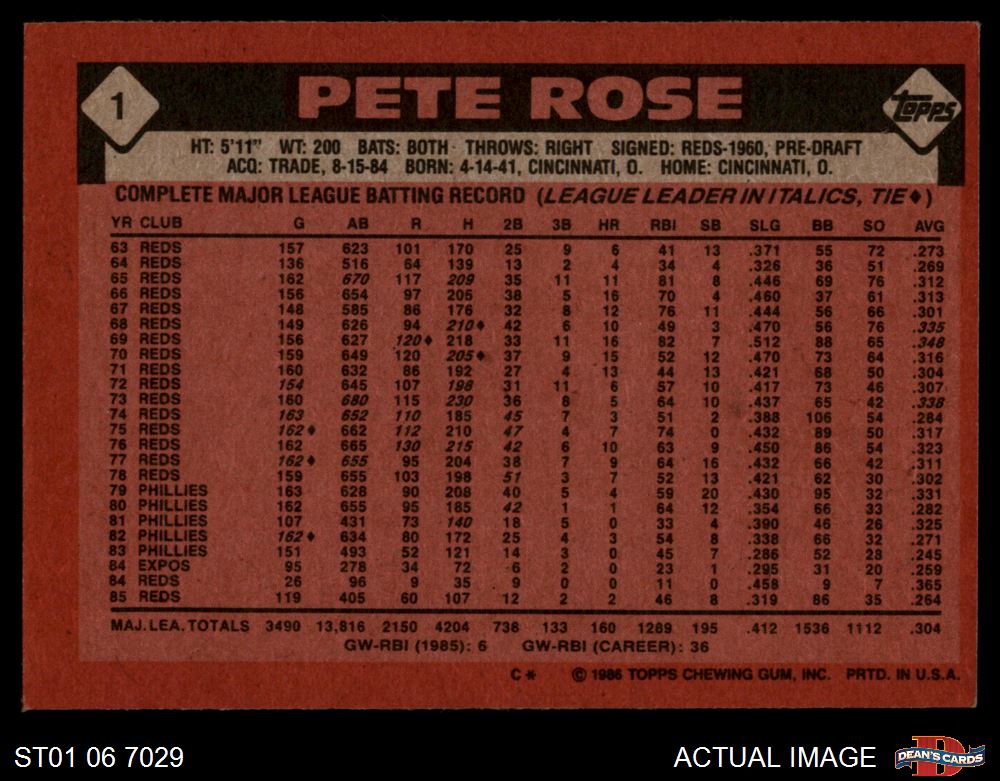 1
PETE ROSE
TOPPS
HT: 5'11" WT: 200 BATS: BOTH THROWS: RIGHT SIGNED: REDS-1960, PRE-DRAFT
ACQ: TRADE, 8-15-84 BORN: 4-14-41, CINCINNATI, O. HOME: CINCINNATI, O.
COMPLETE MAJOR LEAGUE BATTING RECORD (LEAGUE LEADER IN ITALICS, TIE♦)
YR CLUB G AB R H 2B 3B HR RBI SB SLG BB SO AVG
63 REDS 157 623 101 170 25 9 6 41 13 .371 55 72 .273
64 REDS 136 516 64 139 13 2 4 34 4 .326 36 51 .269
65 REDS 162 670 117 209 35 11 11 81 8 .446 69 76 .312
66 REDS 156 654 97 205 38 5 16 70 4 .460 37 61 .313
67 REDS 148 585 86 176 32 8 12 76 11 .444 56 66 .301
68 REDS 149 626 94 210♦ 42 6 10 49 3 .470 56 76 .335
69 REDS 156 627 120♦ 218 33 11 16 82 7 .512 88 65 .348
70 REDS 159 649 120 205♦ 37 9 15 52 12 .470 73 64 .316
71 REDS 160 632 86 192 27 4 13 44 13 .421 68 50 .304
72 REDS 154 645 107 198 31 11 6 57 10 .417 73 46 .307
73 REDS 160 680 115 230 36 8 5 64 10 .437 65 42 .338
74 REDS 163 652 110 185 45 7 3 51 2 .388 106 54 .284
75 REDS 162♦ 662 112 210 47 4 7 74 0 .432 89 50 .317
76 REDS 162 665 130 215 42 6 10 63 9 .450 86 54 .323
77 REDS 162♦ 655 95 204 38 7 9 64 16 .432 66 42 .311
78 REDS 159 655 103 198 51 3 7 52 13 .421 62 30 .302
79 PHILLIES 163 628 90 208 40 5 4 59 20 .430 95 32 .331
80 PHILLIES 162 655 95 185 42 1 1 64 12 .354 66 33 .282
81 PHILLIES 107 431 73 140 18 5 0 33 4 .390 46 26 .325
82 PHILLIES 162♦ 634 80 172 25 4 3 54 8 .338 66 32 .271
83 PHILLIES 151 493 52 121 14 3 0 45 7 .286 52 28 .245
84 EXPOS 95 278 34 72 6 2 0 23 1 .295 31 20 .259
84 REDS 26 96 9 35 9 0 0 11 0 .458 9 7 .365
85 REDS 119 405 60 107 12 2 2 46 8 .319 86 35 .264
MAJ. LEA. TOTALS 3490 13,816 2150 4204 738 133 160 1289 195 .412 1536 1112 .304
GW-RBI (1985): 6 GW-RBI (CAREER): 36
C* © 1986 TOPPS CHEWING GUM, INC. PRTD. IN U.S.A.
ST01 06 7029
ACTUAL IMAGE
D
DEAN'S CARDS